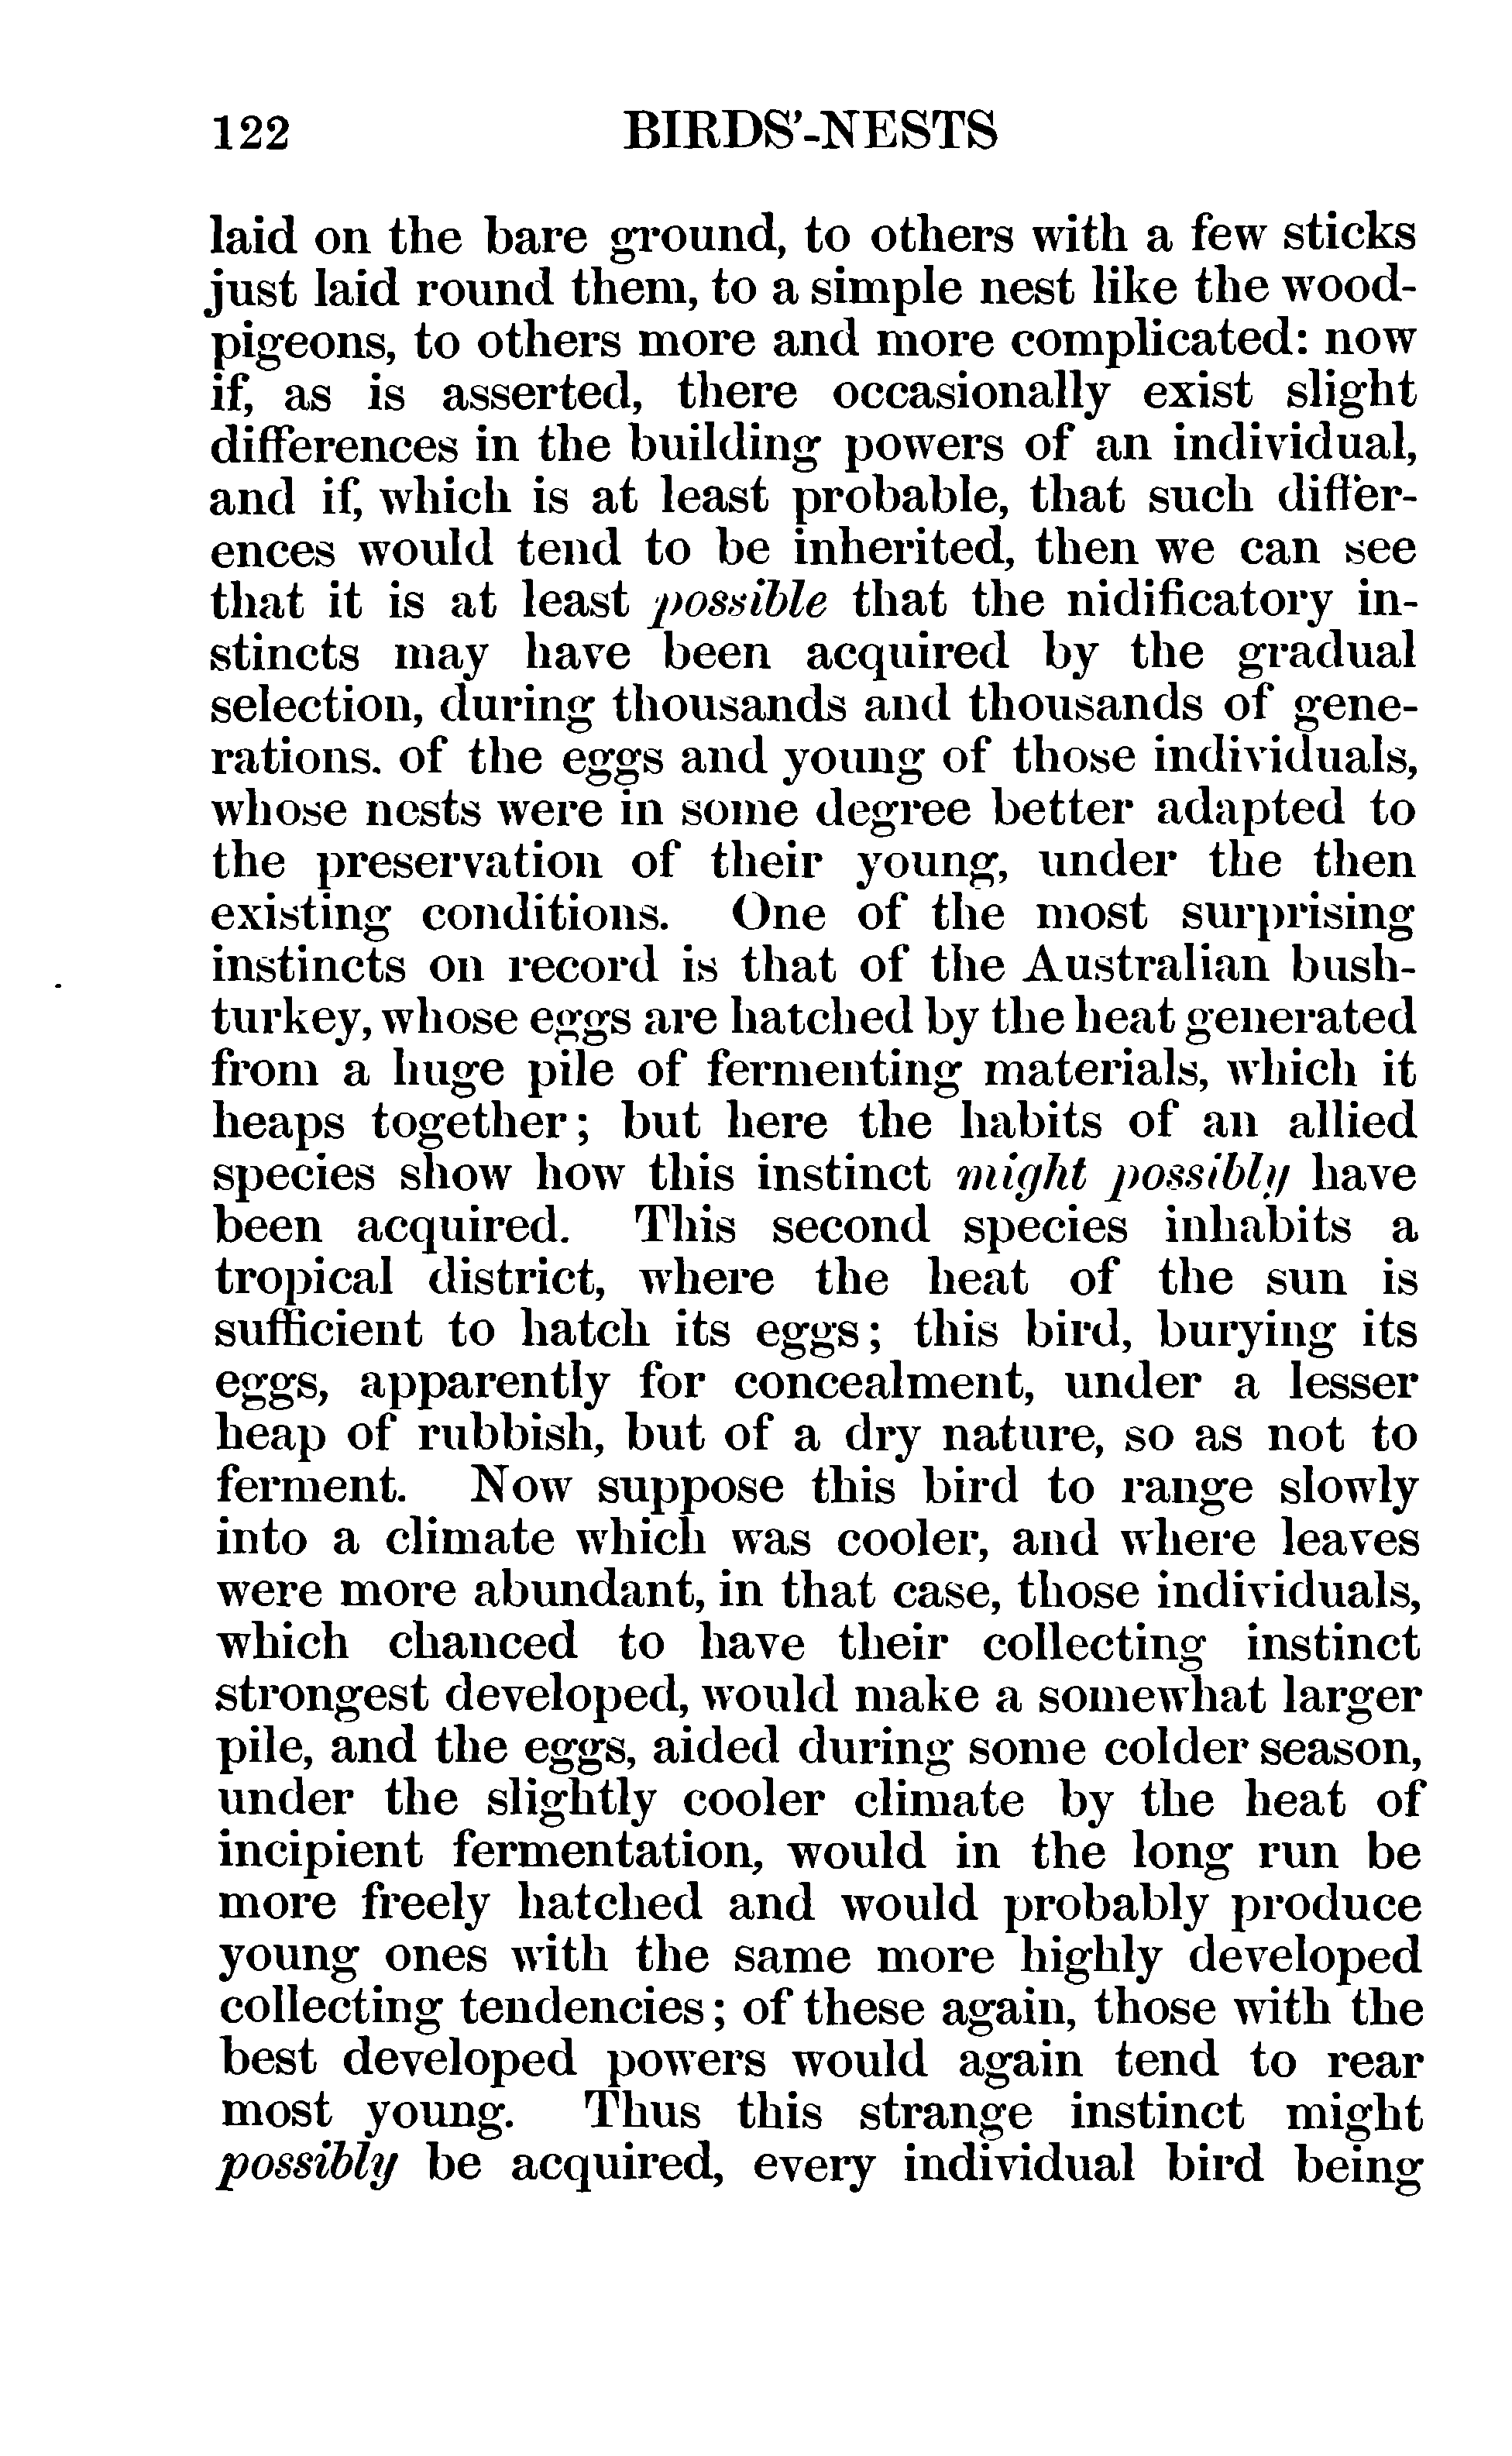 122 BIRDS'-NESTS
laid on the bare ground, to others with a few sticks
just laid round them, to a simple nest like the wood-
pigeons, to others more and more complicated: now
if, as is asserted, there occasionally exist slight
differences in the building powers of an individual,
and if, which is at least probable, that such differ-
ences would tend to be inherited, then we can see
that it is at least possible that the nidificatory in-
stincts may have been acquired by the gradual
selection, during thousands and thousands of gene-
rations. of the eggs and young of those individuals,
whose nests were in some degree better adapted to
the preservation of their young, under the then
existing conditions. One of the most surprising
instincts on record is that of the Australian bush-
turkey, whose eggs are hatched by the heat generated
from a huge pile of fermenting materials, which it
heaps together; but here the habits of an allied
species show how this instinct might possibly have
been acquired. This second species inhabits a
tropical district, where the heat of the sun is
sufficient to hatch its eggs; this bird, burying its
eggs, apparently for concealment, under a lesser
heap of rubbish, but of a dry nature, so as not to
ferment. Now suppose this bird to range slowly
into a climate which was cooler, and where leaves
were more abundant, in that case, those individuals,
which chanced to have their collecting instinct
strongest developed, would make a somewhat larger
pile, and the eggs, aided during some colder season,
under the slightly cooler climate by the heat of
incipient fermentation, would in the long run be
more freely hatched and would probably produce
young ones with the same more highly developed
collecting tendencies; of these again, those with the
best developed powers would again tend to rear
most young. Thus this strange instinct might
possibly be acquired, every individual bird being